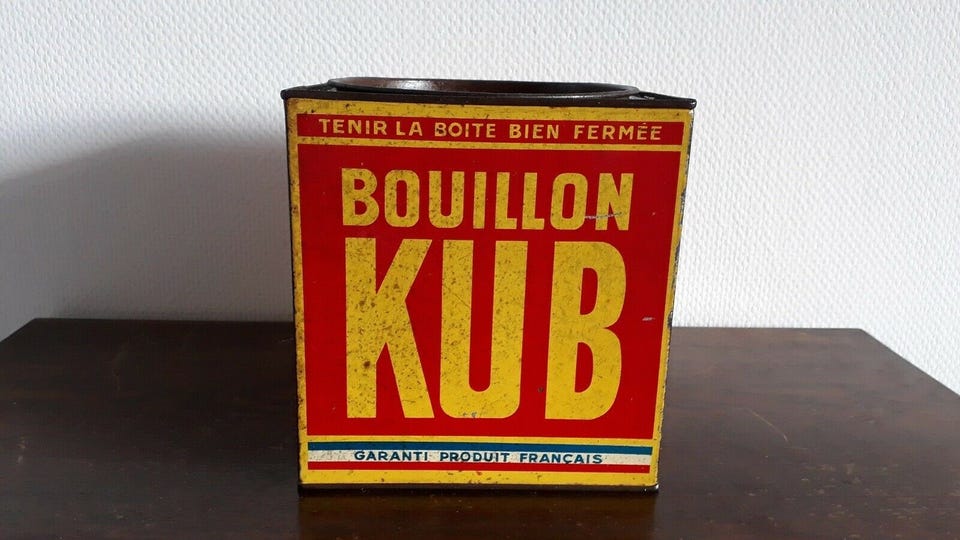 TENIR LA BOITE BIEN FERMÉE
BOUILLON
KUB
GARANTI PRODUIT FRANÇAIS